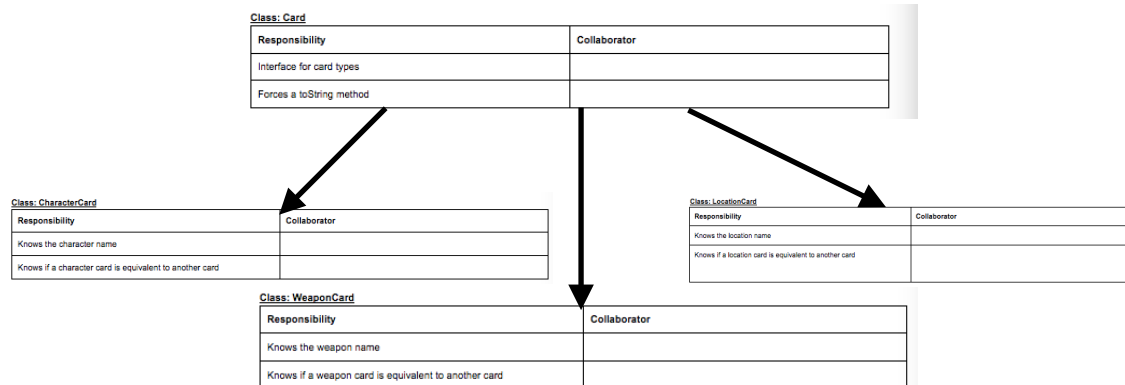 Class: Card
Responsibility Collaborator
Interface for card types
Forces a toString method
Class: CharacterCard
Responsibility Collaborator
Knows the character name
Knows if a character card is equivalent to another card
Class: LocationCard
Responsibility Collaborator
Knows the location name
Knows if a location card is equivalent to another card
Class: WeaponCard
Responsibility Collaborator
Knows the weapon name
Knows if a weapon card is equivalent to another card